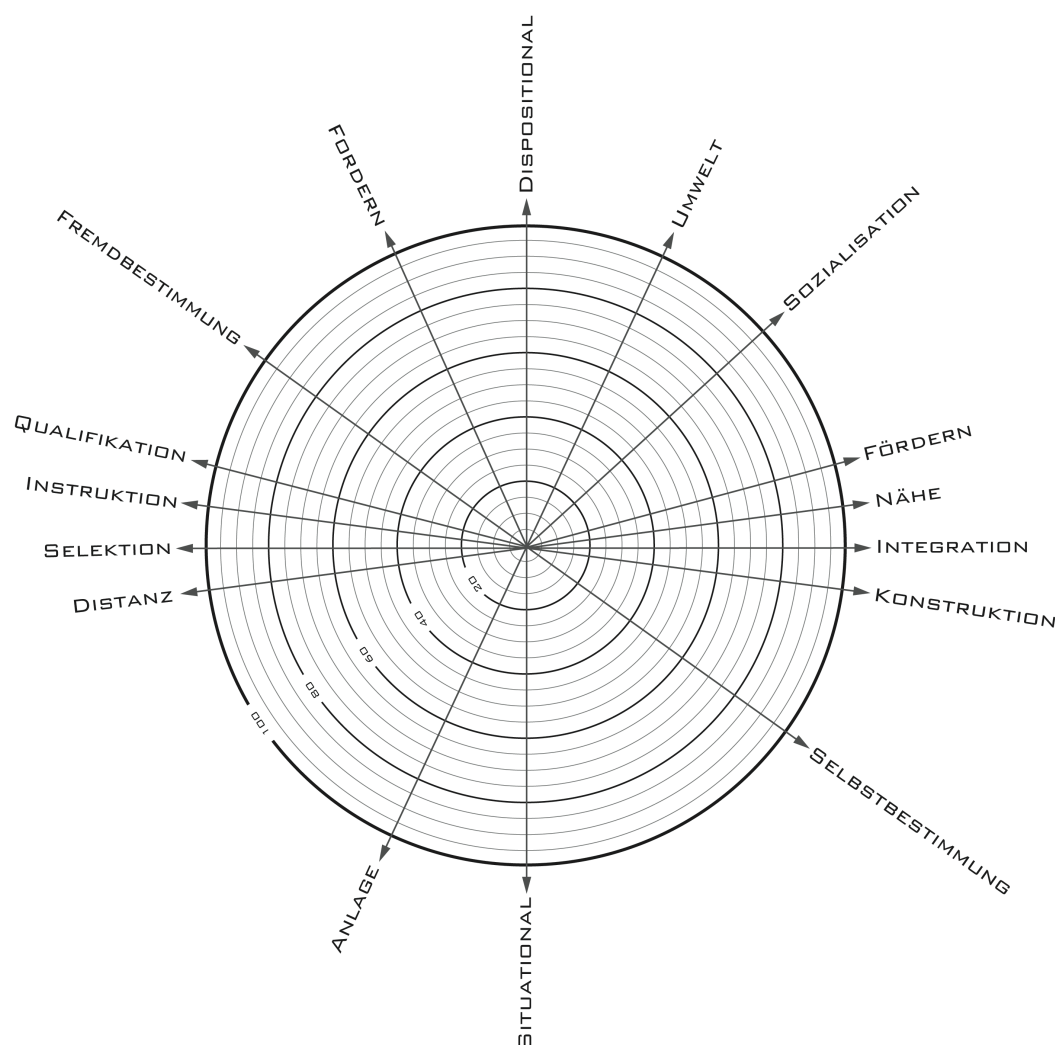 Dispositional
Umwelt
Sozialisation
Fördern
Nähe
Integration
Konstruktion
Selbstbestimmung
Situational
Anlage
Distanz
Selektion
Instruktion
Qualifikation
Fremdbestimmung
Fordern
20
40
60
80
100